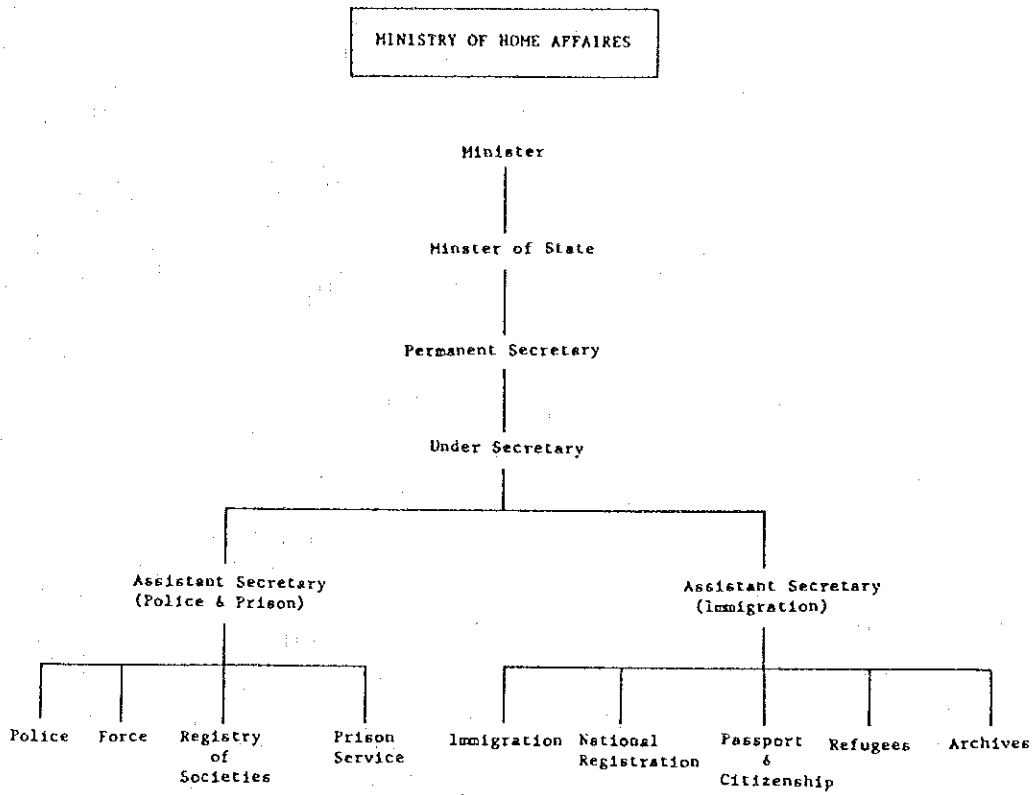 MINISTRY OF HOME AFFAIRES
Minister
Minster of State
Permanent Secretary
Under Secretary
Assistant Secretary
(Police & Prison)
Assistant Secretary
(Immigration)
Police
Force
Registry
of
Societies
Prison
Service
Immigration
National
Registration
Passport
&
Citizenship
Refugees
Archives